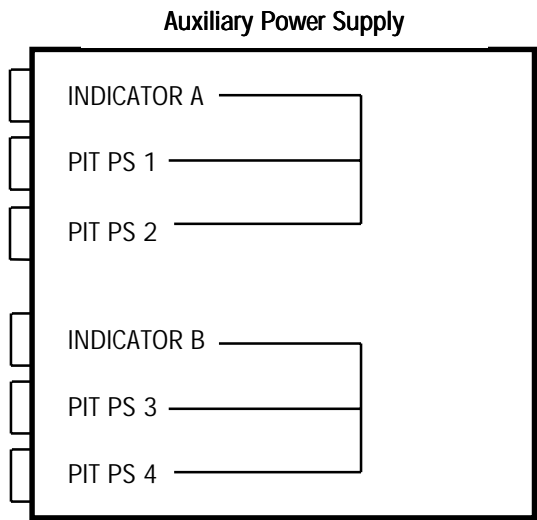 Auxiliary Power Supply
INDICATOR A
PIT PS 1
PIT PS 2
INDICATOR B
PIT PS 3
PIT PS 4